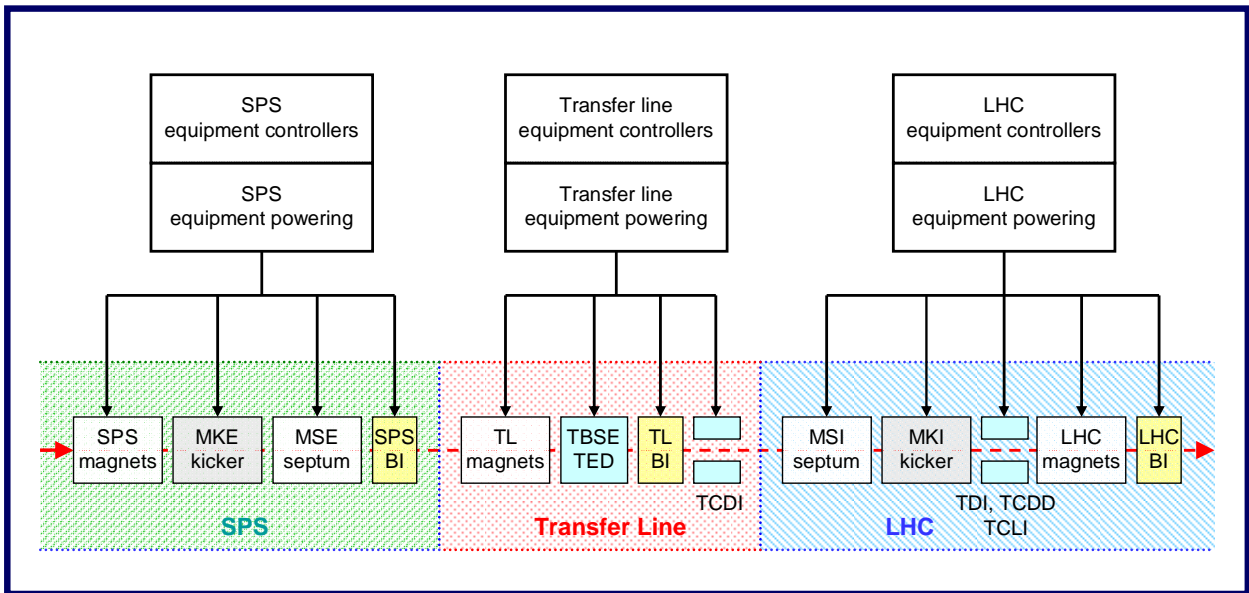 SPS
equipment controllers
SPS
equipment powering
Transfer line
equipment controllers
Transfer line
equipment powering
LHC
equipment controllers
LHC
equipment powering
SPS
magnets
MKE
kicker
MSE
septum
SPS
BI
TL
magnets
TBSE
TED
TL
BI
TCDI
MSI
septum
MKI
kicker
TDI, TCDD
TCLI
LHC
magnets
LHC
BI
SPS
Transfer Line
LHC